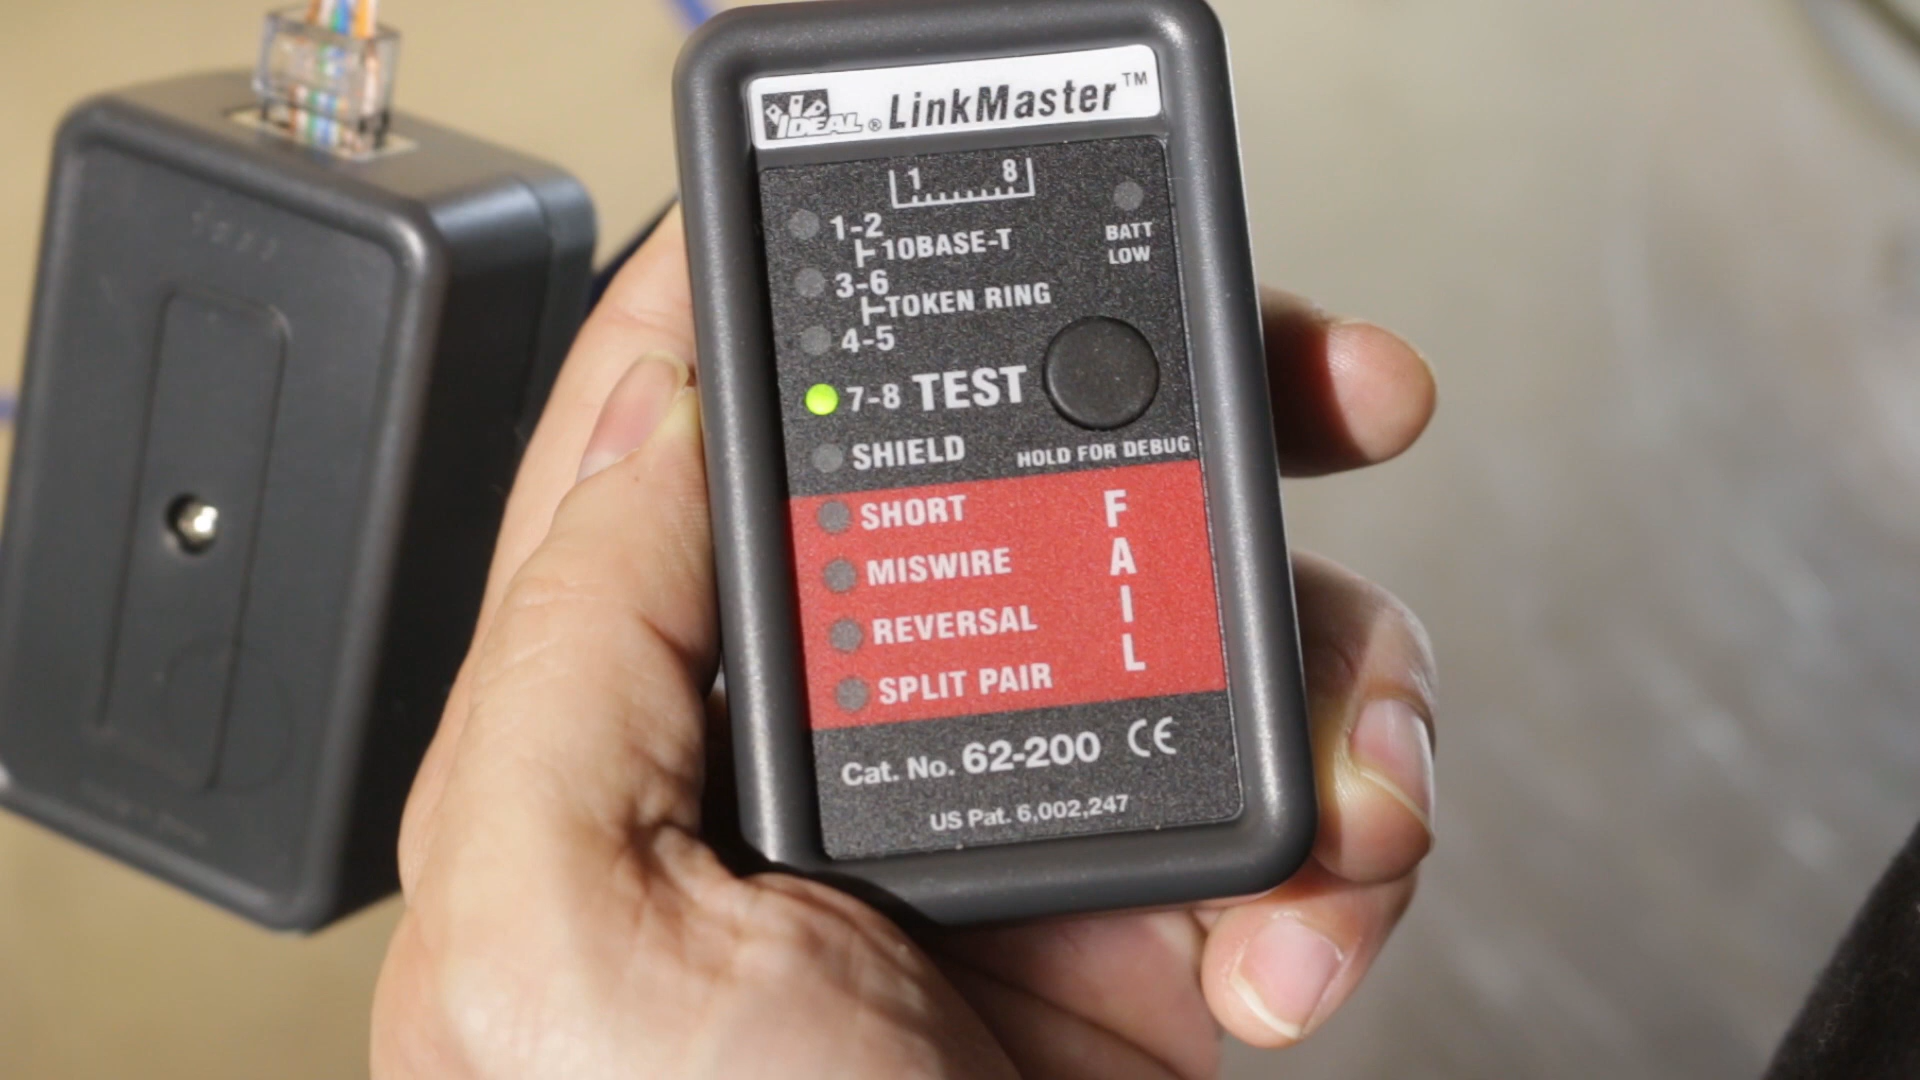 IDEAL® LinkMaster™
1 8
1-2
10BASE-T
BATT
LOW
3-6
TOKEN RING
4-5
7-8 TEST
SHIELD
HOLD FOR DEBUG
SHORT
MISWIRE
REVERSAL
SPLIT PAIR
FAIL
Cat. No. 62-200 CE
US Pat. 6,002,247